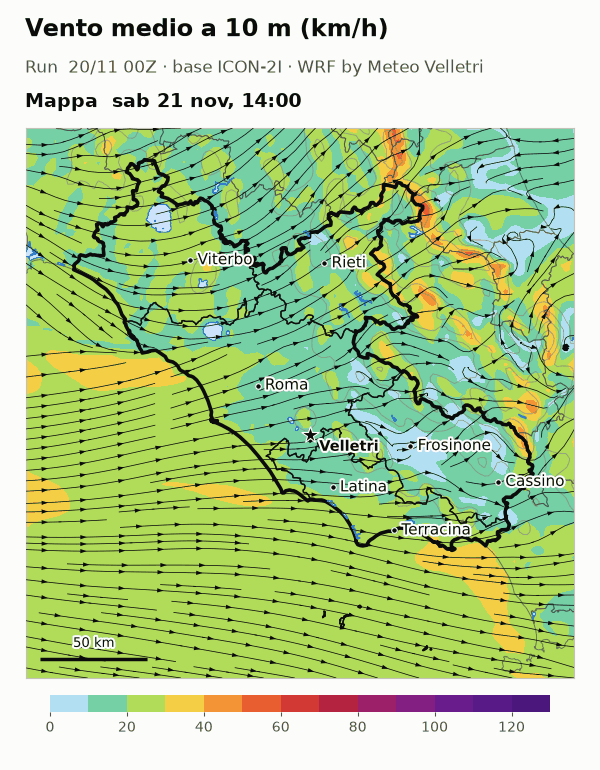 Vento medio a 10 m (km/h)
Run  20/11 00Z · base ICON-2I · WRF by Meteo Velletri
Mappa  sab 21 nov, 14:00
Viterbo
Rieti
Roma
Velletri
Frosinone
Cassino
Latina
Terracina
50 km
0 20 40 60 80 100 120